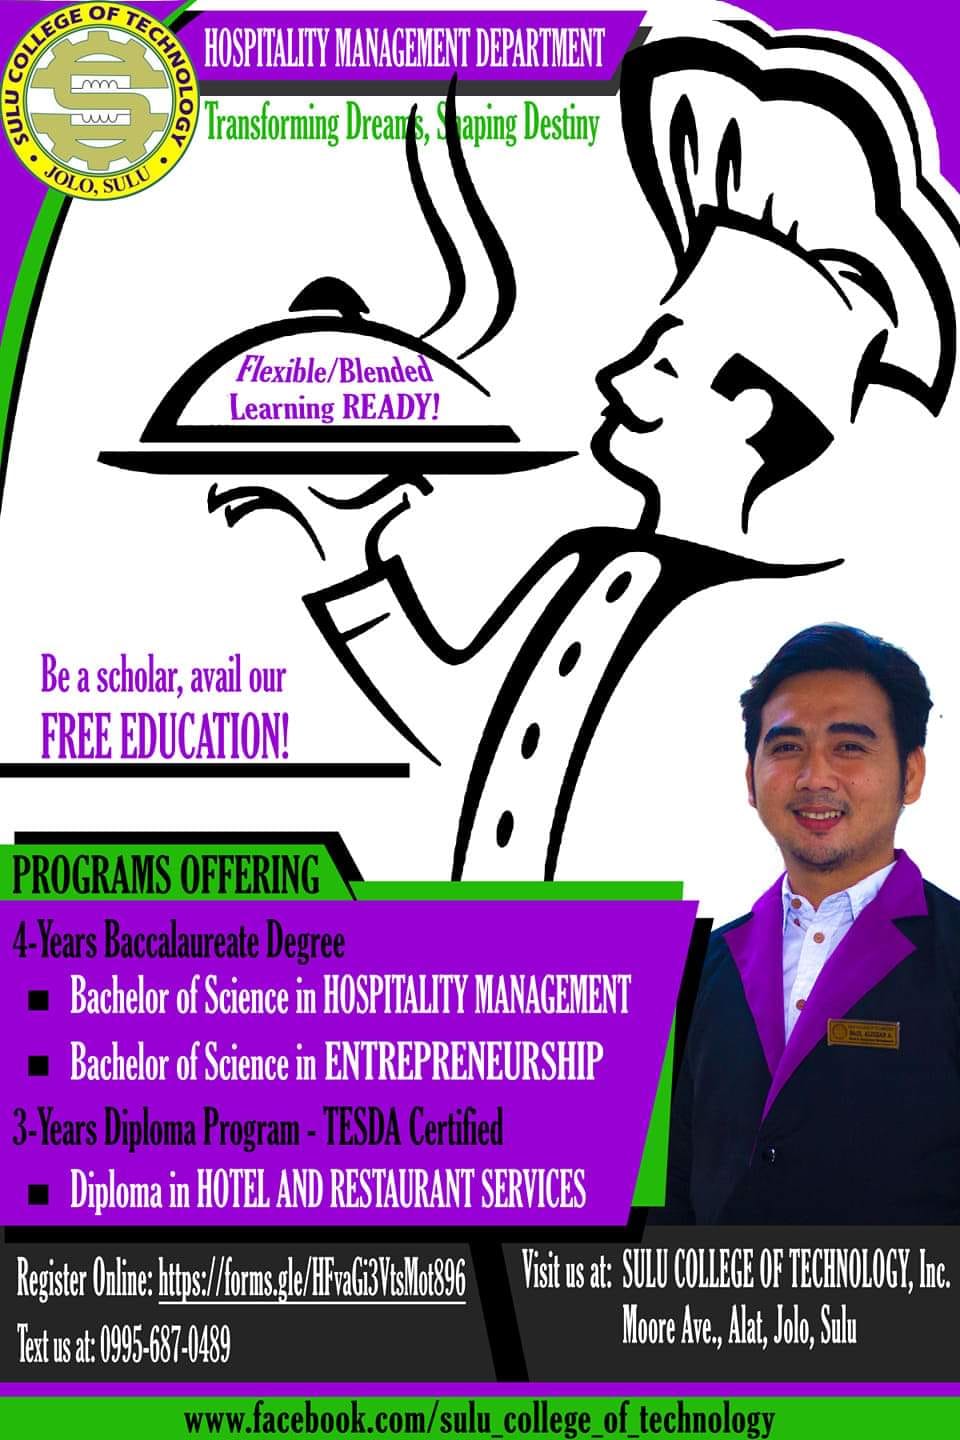 SULU COLLEGE OF TECHNOLOGY
• JOLO, SULU •
HOSPITALITY MANAGEMENT DEPARTMENT
Transforming Dreams, Shaping Destiny
Flexible/Blended
Learning READY!
Be a scholar, avail our
FREE EDUCATION!
PROGRAMS OFFERING
4-Years Baccalaureate Degree
■ Bachelor of Science in HOSPITALITY MANAGEMENT
■ Bachelor of Science in ENTREPRENEURSHIP
3-Years Diploma Program - TESDA Certified
■ Diploma in HOTEL AND RESTAURANT SERVICES
Register Online: https://forms.gle/HFvaGi3VtsMot896
Text us at: 0995-687-0489
Visit us at: SULU COLLEGE OF TECHNOLOGY, Inc.
Moore Ave., Alat, Jolo, Sulu
www.facebook.com/sulu_college_of_technology